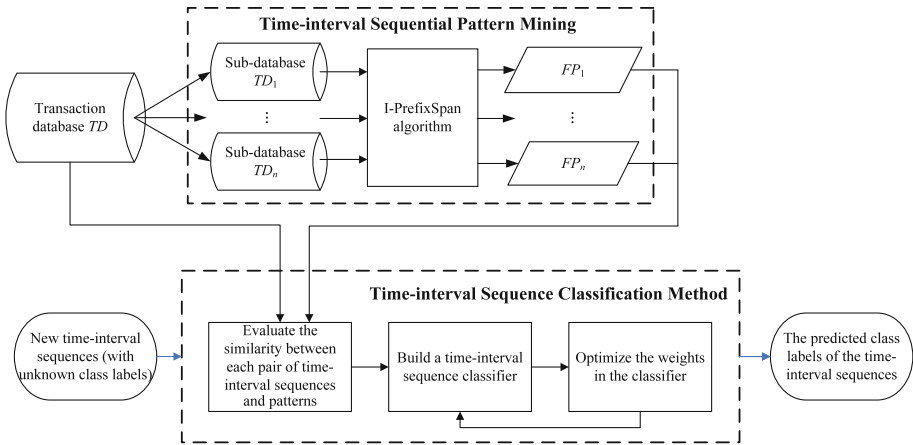 Time-interval Sequential Pattern Mining
Transaction
database TD
Sub-database
TD1
⋮
Sub-database
TDn
I-PrefixSpan
algorithm
FP1
⋮
FPn
Time-interval Sequence Classification Method
New time-interval
sequences (with
unknown class labels)
Evaluate the
similarity between
each pair of time-
interval sequences
and patterns
Build a time-interval
sequence classifier
Optimize the weights
in the classifier
The predicted class
labels of the time-
interval sequences